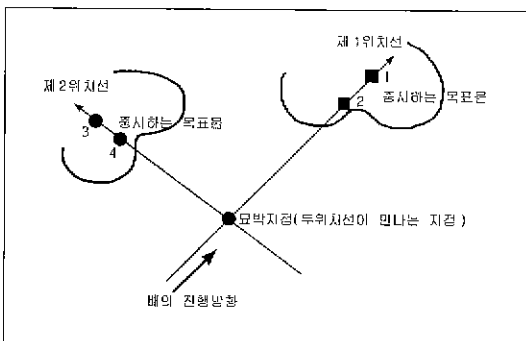 제1위치선
1
중시하는 목표물
2
제2위치선
중시하는 목표물
3
4
묘박지정(두위치선이 만나는 지점)
배의 진행방향